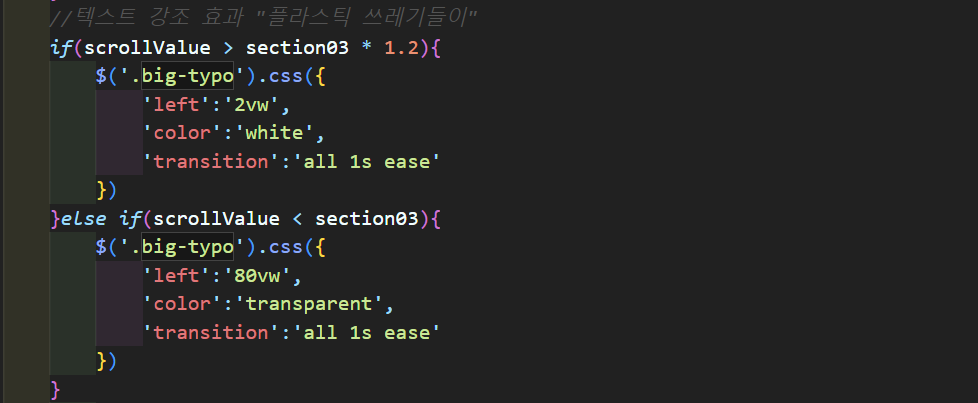 //텍스트 강조 효과 "플라스틱 쓰레기들이"
if(scrollValue > section03 * 1.2){
$('.big-typo').css({
'left':'2vw',
'color':'white',
'transition':'all 1s ease'
})
}else if(scrollValue < section03){
$('.big-typo').css({
'left':'80vw',
'color':'transparent',
'transition':'all 1s ease'
})
}